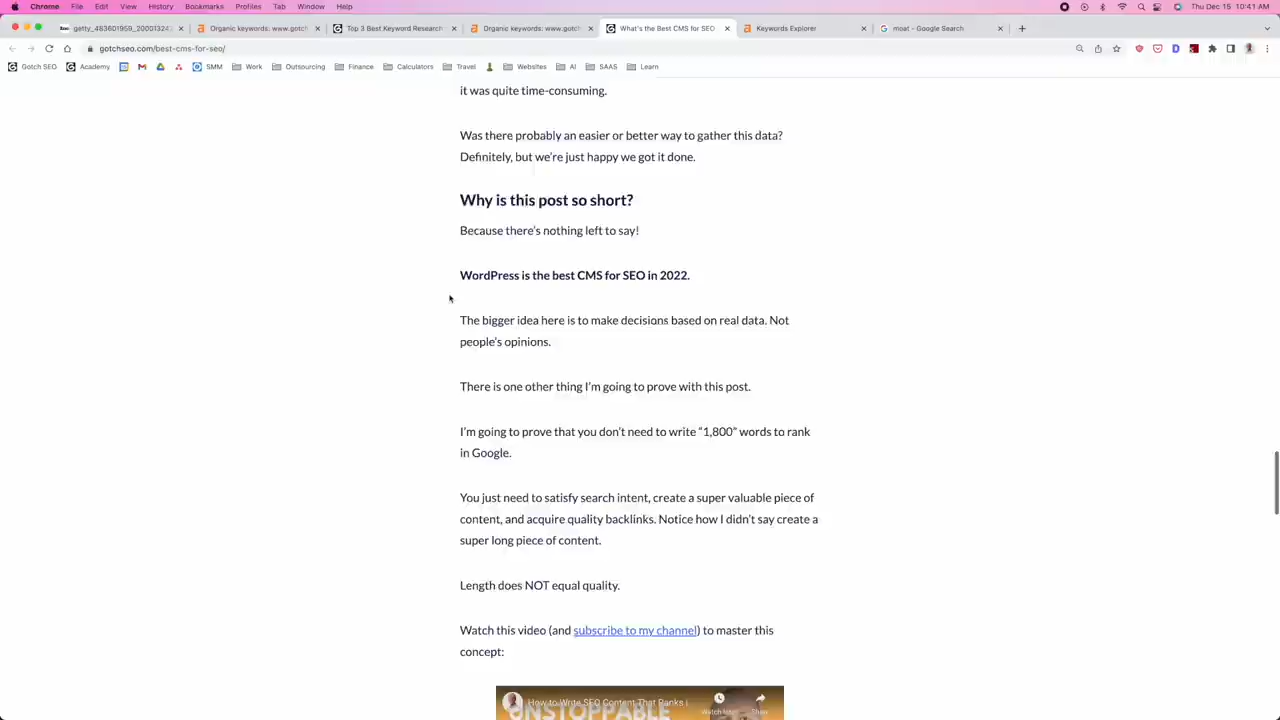 Chrome File Edit View History Bookmarks Profiles Tab Window Help Thu Dec 15 10:41 AM
getty_483601959_20001324 Organic keywords: www.gotch Top 3 Best Keyword Research Organic keywords: www.gotch What's the Best CMS for SEO Keywords Explorer moat - Google Search
gotchseo.com/best-cms-for-seo/
Gotch SEO Academy SMM Work Outsourcing Finance Calculators Travel Websites AI SAAS Learn
it was quite time-consuming.
Was there probably an easier or better way to gather this data?
Definitely, but we're just happy we got it done.
Why is this post so short?
Because there's nothing left to say!
WordPress is the best CMS for SEO in 2022.
The bigger idea here is to make decisions based on real data. Not
people's opinions.
There is one other thing I'm going to prove with this post.
I'm going to prove that you don't need to write "1,800" words to rank
in Google.
You just need to satisfy search intent, create a super valuable piece of
content, and acquire quality backlinks. Notice how I didn't say create a
super long piece of content.
Length does NOT equal quality.
Watch this video (and subscribe to my channel) to master this
concept:
How to Write SEO Content That Ranks
UNSTOPPABLE
Share